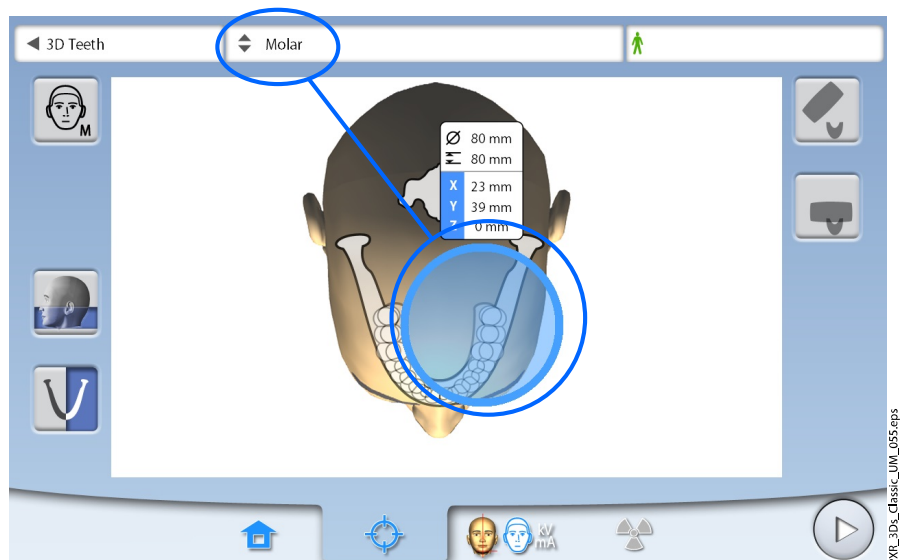 3D Teeth
Molar
M
Ø 80 mm
80 mm
X 23 mm
Y 39 mm
Z 0 mm
kV
mA
XR_3Ds_Classic_UM_055.eps